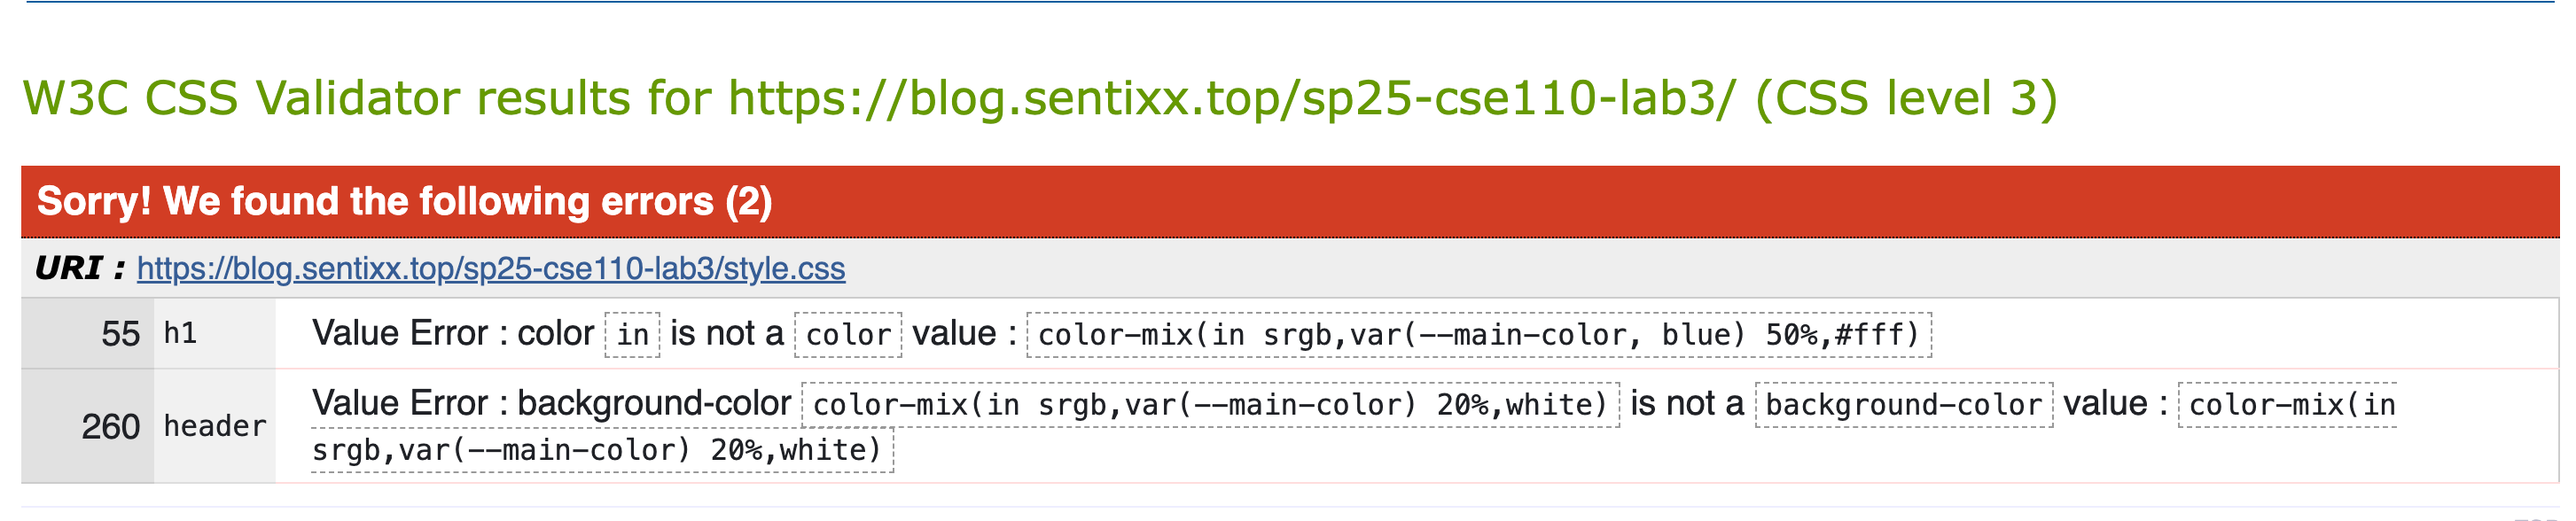 W3C CSS Validator results for https://blog.sentixx.top/sp25-cse110-lab3/ (CSS level 3)
Sorry! We found the following errors (2)
URI : https://blog.sentixx.top/sp25-cse110-lab3/style.css
55 h1 Value Error : color in is not a color value : color-mix(in srgb,var(--main-color, blue) 50%,#fff)
260 header Value Error : background-color color-mix(in srgb,var(--main-color) 20%,white) is not a background-color value : color-mix(in
srgb,var(--main-color) 20%,white)